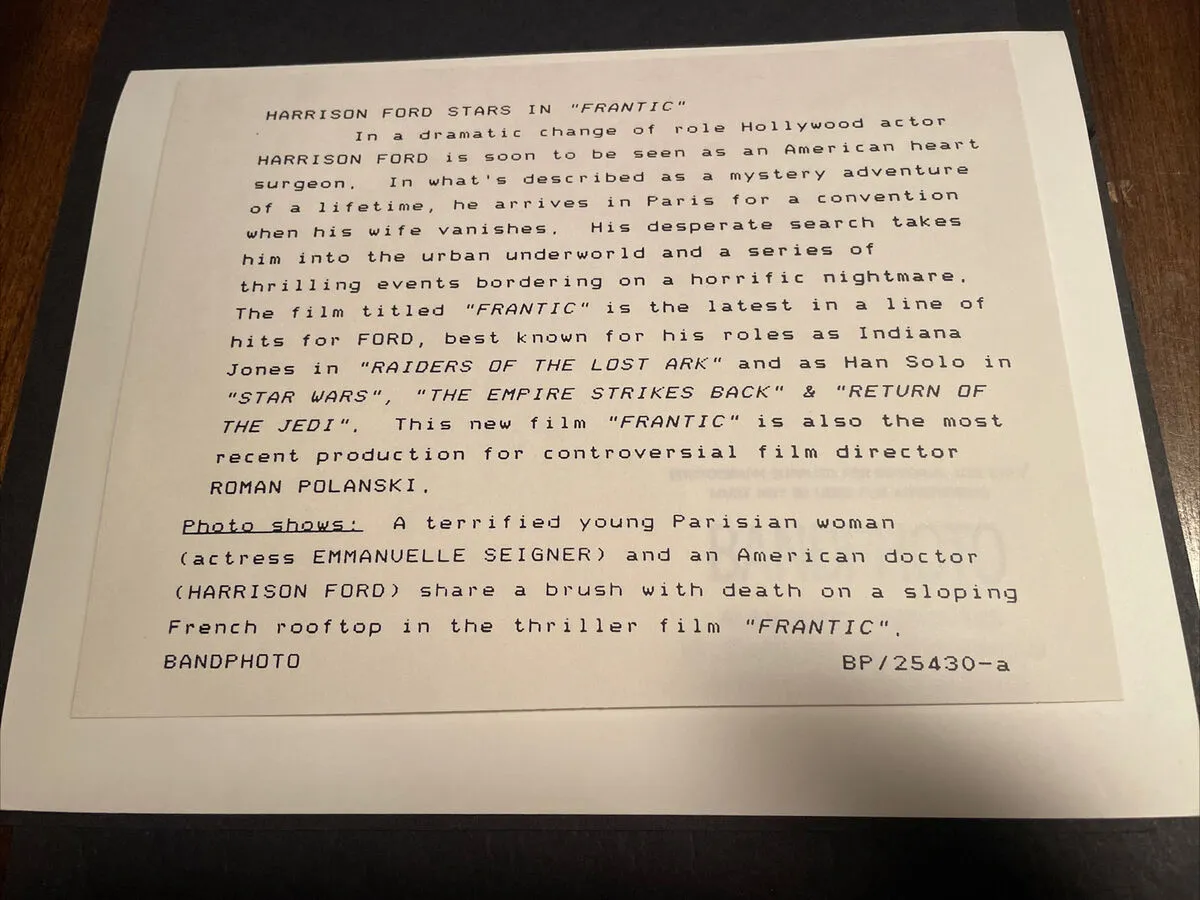 HARRISON FORD STARS IN "FRANTIC"
In a dramatic change of role Hollywood actor
HARRISON FORD is soon to be seen as an American heart
surgeon. In what's described as a mystery adventure
of a lifetime, he arrives in Paris for a convention
when his wife vanishes. His desperate search takes
him into the urban underworld and a series of
thrilling events bordering on a horrific nightmare.
The film titled "FRANTIC" is the latest in a line of
hits for FORD, best known for his roles as Indiana
Jones in "RAIDERS OF THE LOST ARK" and as Han Solo in
"STAR WARS", "THE EMPIRE STRIKES BACK" & "RETURN OF
THE JEDI". This new film "FRANTIC" is also the most
recent production for controversial film director
ROMAN POLANSKI.
Photo shows: A terrified young Parisian woman
(actress EMMANUELLE SEIGNER) and an American doctor
(HARRISON FORD) share a brush with death on a sloping
French rooftop in the thriller film "FRANTIC".
BANDPHOTO BP/25430-a